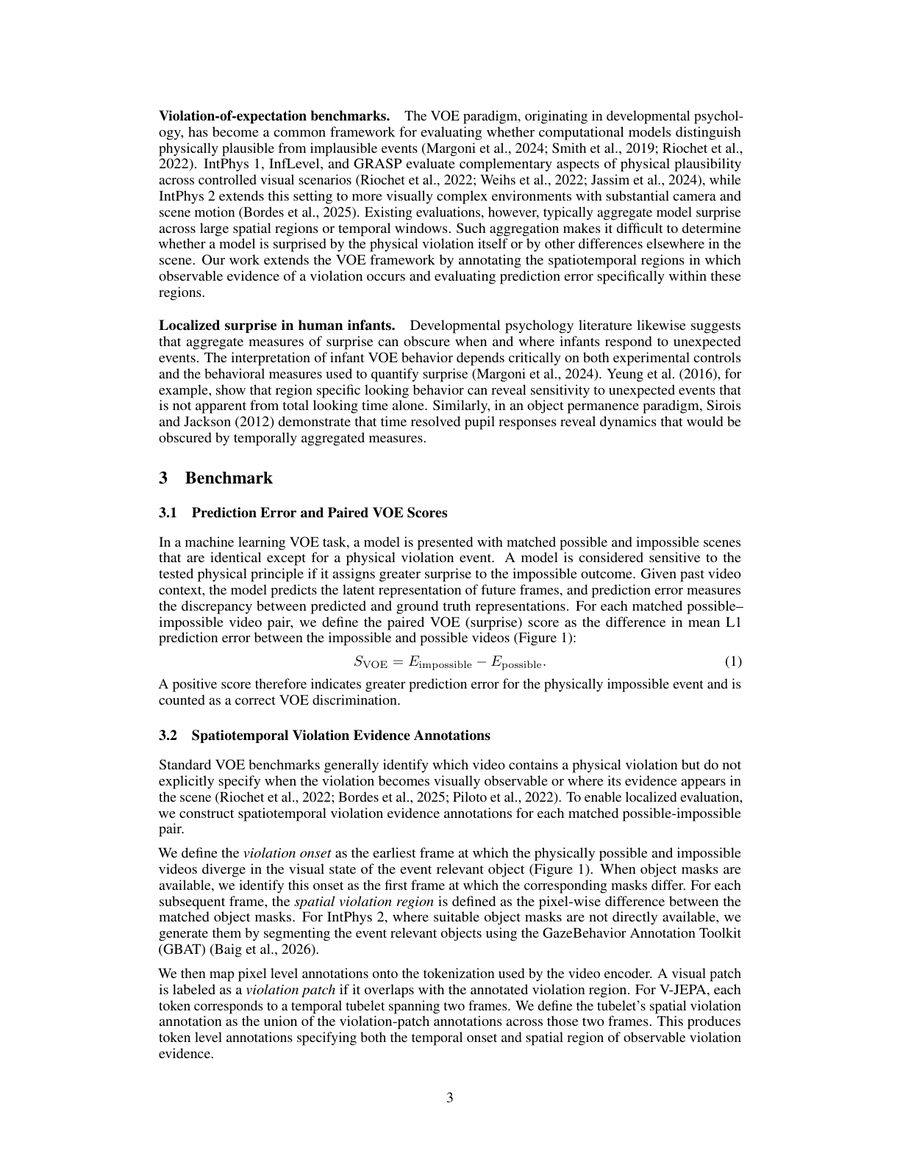 Violation-of-expectation benchmarks. The VOE paradigm, originating in developmental psychol-
ogy, has become a common framework for evaluating whether computational models distinguish
physically plausible from implausible events (Margoni et al., 2024; Smith et al., 2019; Riochet et al.,
2022). IntPhys 1, InfLevel, and GRASP evaluate complementary aspects of physical plausibility
across controlled visual scenarios (Riochet et al., 2022; Weihs et al., 2022; Jassim et al., 2024), while
IntPhys 2 extends this setting to more visually complex environments with substantial camera and
scene motion (Bordes et al., 2025). Existing evaluations, however, typically aggregate model surprise
across large spatial regions or temporal windows. Such aggregation makes it difficult to determine
whether a model is surprised by the physical violation itself or by other differences elsewhere in the
scene. Our work extends the VOE framework by annotating the spatiotemporal regions in which
observable evidence of a violation occurs and evaluating prediction error specifically within these
regions.
Localized surprise in human infants. Developmental psychology literature likewise suggests
that aggregate measures of surprise can obscure when and where infants respond to unexpected
events. The interpretation of infant VOE behavior depends critically on both experimental controls
and the behavioral measures used to quantify surprise (Margoni et al., 2024). Yeung et al. (2016), for
example, show that region specific looking behavior can reveal sensitivity to unexpected events that
is not apparent from total looking time alone. Similarly, in an object permanence paradigm, Sirois
and Jackson (2012) demonstrate that time resolved pupil responses reveal dynamics that would be
obscured by temporally aggregated measures.
3 Benchmark
3.1 Prediction Error and Paired VOE Scores
In a machine learning VOE task, a model is presented with matched possible and impossible scenes
that are identical except for a physical violation event. A model is considered sensitive to the
tested physical principle if it assigns greater surprise to the impossible outcome. Given past video
context, the model predicts the latent representation of future frames, and prediction error measures
the discrepancy between predicted and ground truth representations. For each matched possible–
impossible video pair, we define the paired VOE (surprise) score as the difference in mean L1
prediction error between the impossible and possible videos (Figure 1):
S_VOE = E_impossible − E_possible. (1)
A positive score therefore indicates greater prediction error for the physically impossible event and is
counted as a correct VOE discrimination.
3.2 Spatiotemporal Violation Evidence Annotations
Standard VOE benchmarks generally identify which video contains a physical violation but do not
explicitly specify when the violation becomes visually observable or where its evidence appears in
the scene (Riochet et al., 2022; Bordes et al., 2025; Piloto et al., 2022). To enable localized evaluation,
we construct spatiotemporal violation evidence annotations for each matched possible-impossible
pair.
We define the violation onset as the earliest frame at which the physically possible and impossible
videos diverge in the visual state of the event relevant object (Figure 1). When object masks are
available, we identify this onset as the first frame at which the corresponding masks differ. For each
subsequent frame, the spatial violation region is defined as the pixel-wise difference between the
matched object masks. For IntPhys 2, where suitable object masks are not directly available, we
generate them by segmenting the event relevant objects using the GazeBehavior Annotation Toolkit
(GBAT) (Baig et al., 2026).
We then map pixel level annotations onto the tokenization used by the video encoder. A visual patch
is labeled as a violation patch if it overlaps with the annotated violation region. For V-JEPA, each
token corresponds to a temporal tubelet spanning two frames. We define the tubelet's spatial violation
annotation as the union of the violation-patch annotations across those two frames. This produces
token level annotations specifying both the temporal onset and spatial region of observable violation
evidence.
3